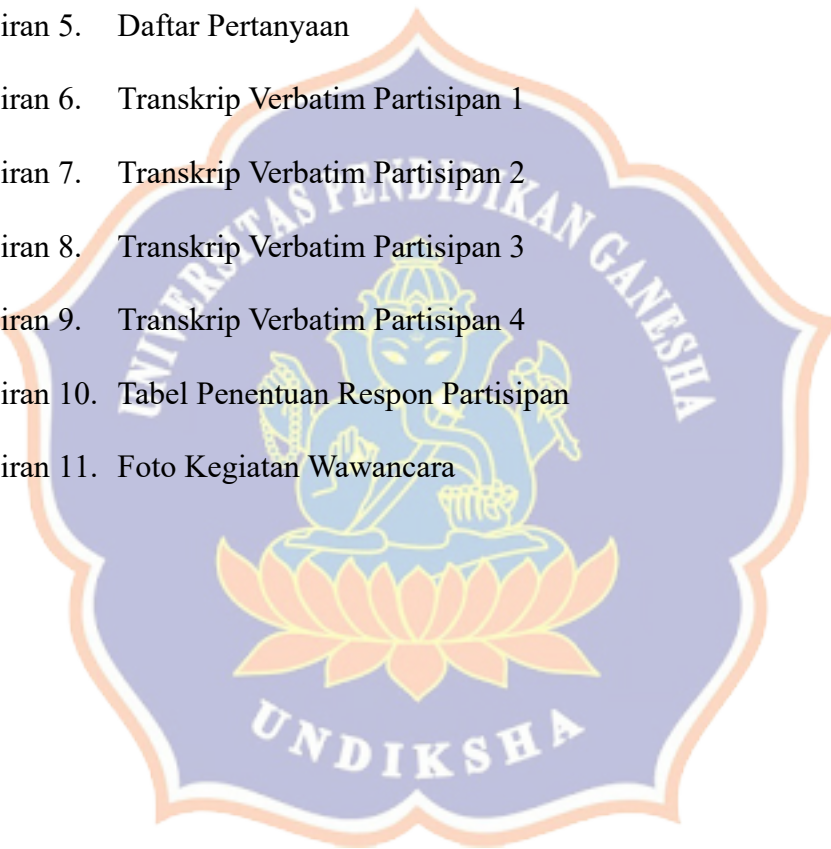 iran 5. Daftar Pertanyaan
iran 6. Transkrip Verbatim Partisipan 1
iran 7. Transkrip Verbatim Partisipan 2
iran 8. Transkrip Verbatim Partisipan 3
iran 9. Transkrip Verbatim Partisipan 4
iran 10. Tabel Penentuan Respon Partisipan
iran 11. Foto Kegiatan Wawancara
UNIVERSITAS PENDIDIKAN GANESHA
UNDIKSHA